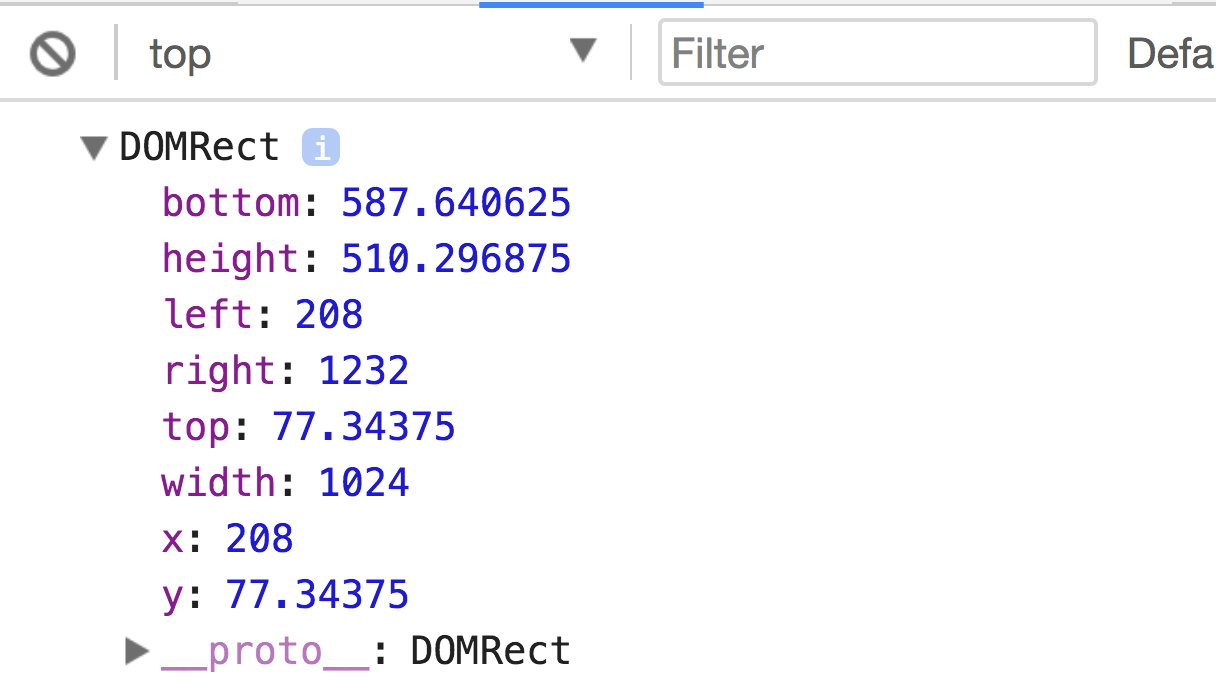 top Filter Defa
DOMRect i
bottom: 587.640625
height: 510.296875
left: 208
right: 1232
top: 77.34375
width: 1024
x: 208
y: 77.34375
__proto__: DOMRect